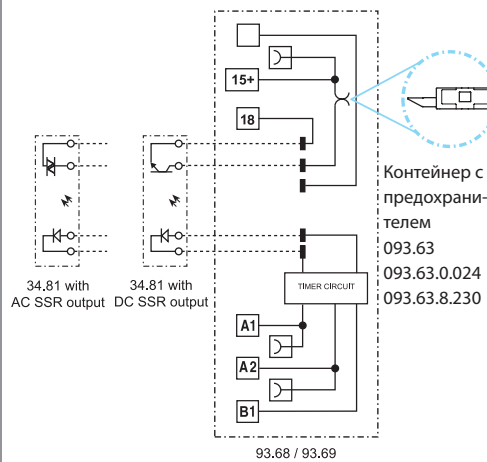 15+
18
Контейнер с
предохрани-
телем
093.63
093.63.0.024
093.63.8.230
34.81 with
AC SSR output
34.81 with
DC SSR output
TIMER CIRCUIT
A1
A2
B1
93.68 / 93.69